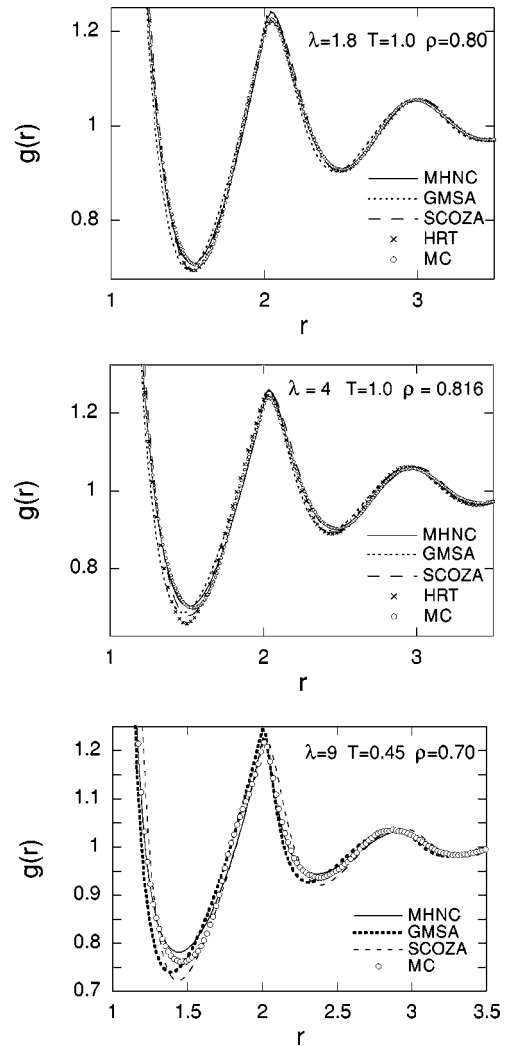 1.2
1
0.8
g(r)
λ=1.8 T=1.0 ρ=0.80
MHNC
GMSA
SCOZA
HRT
MC
1 2 3
r
1.2
1
0.8
g(r)
λ = 4 T=1.0 ρ = 0.816
MHNC
GMSA
SCOZA
HRT
MC
1 2 3
r
1.2
1.1
1
0.9
0.8
0.7
g(r)
λ=9 T=0.45 ρ=0.70
MHNC
GMSA
SCOZA
MC
1 1.5 2 2.5 3 3.5
r